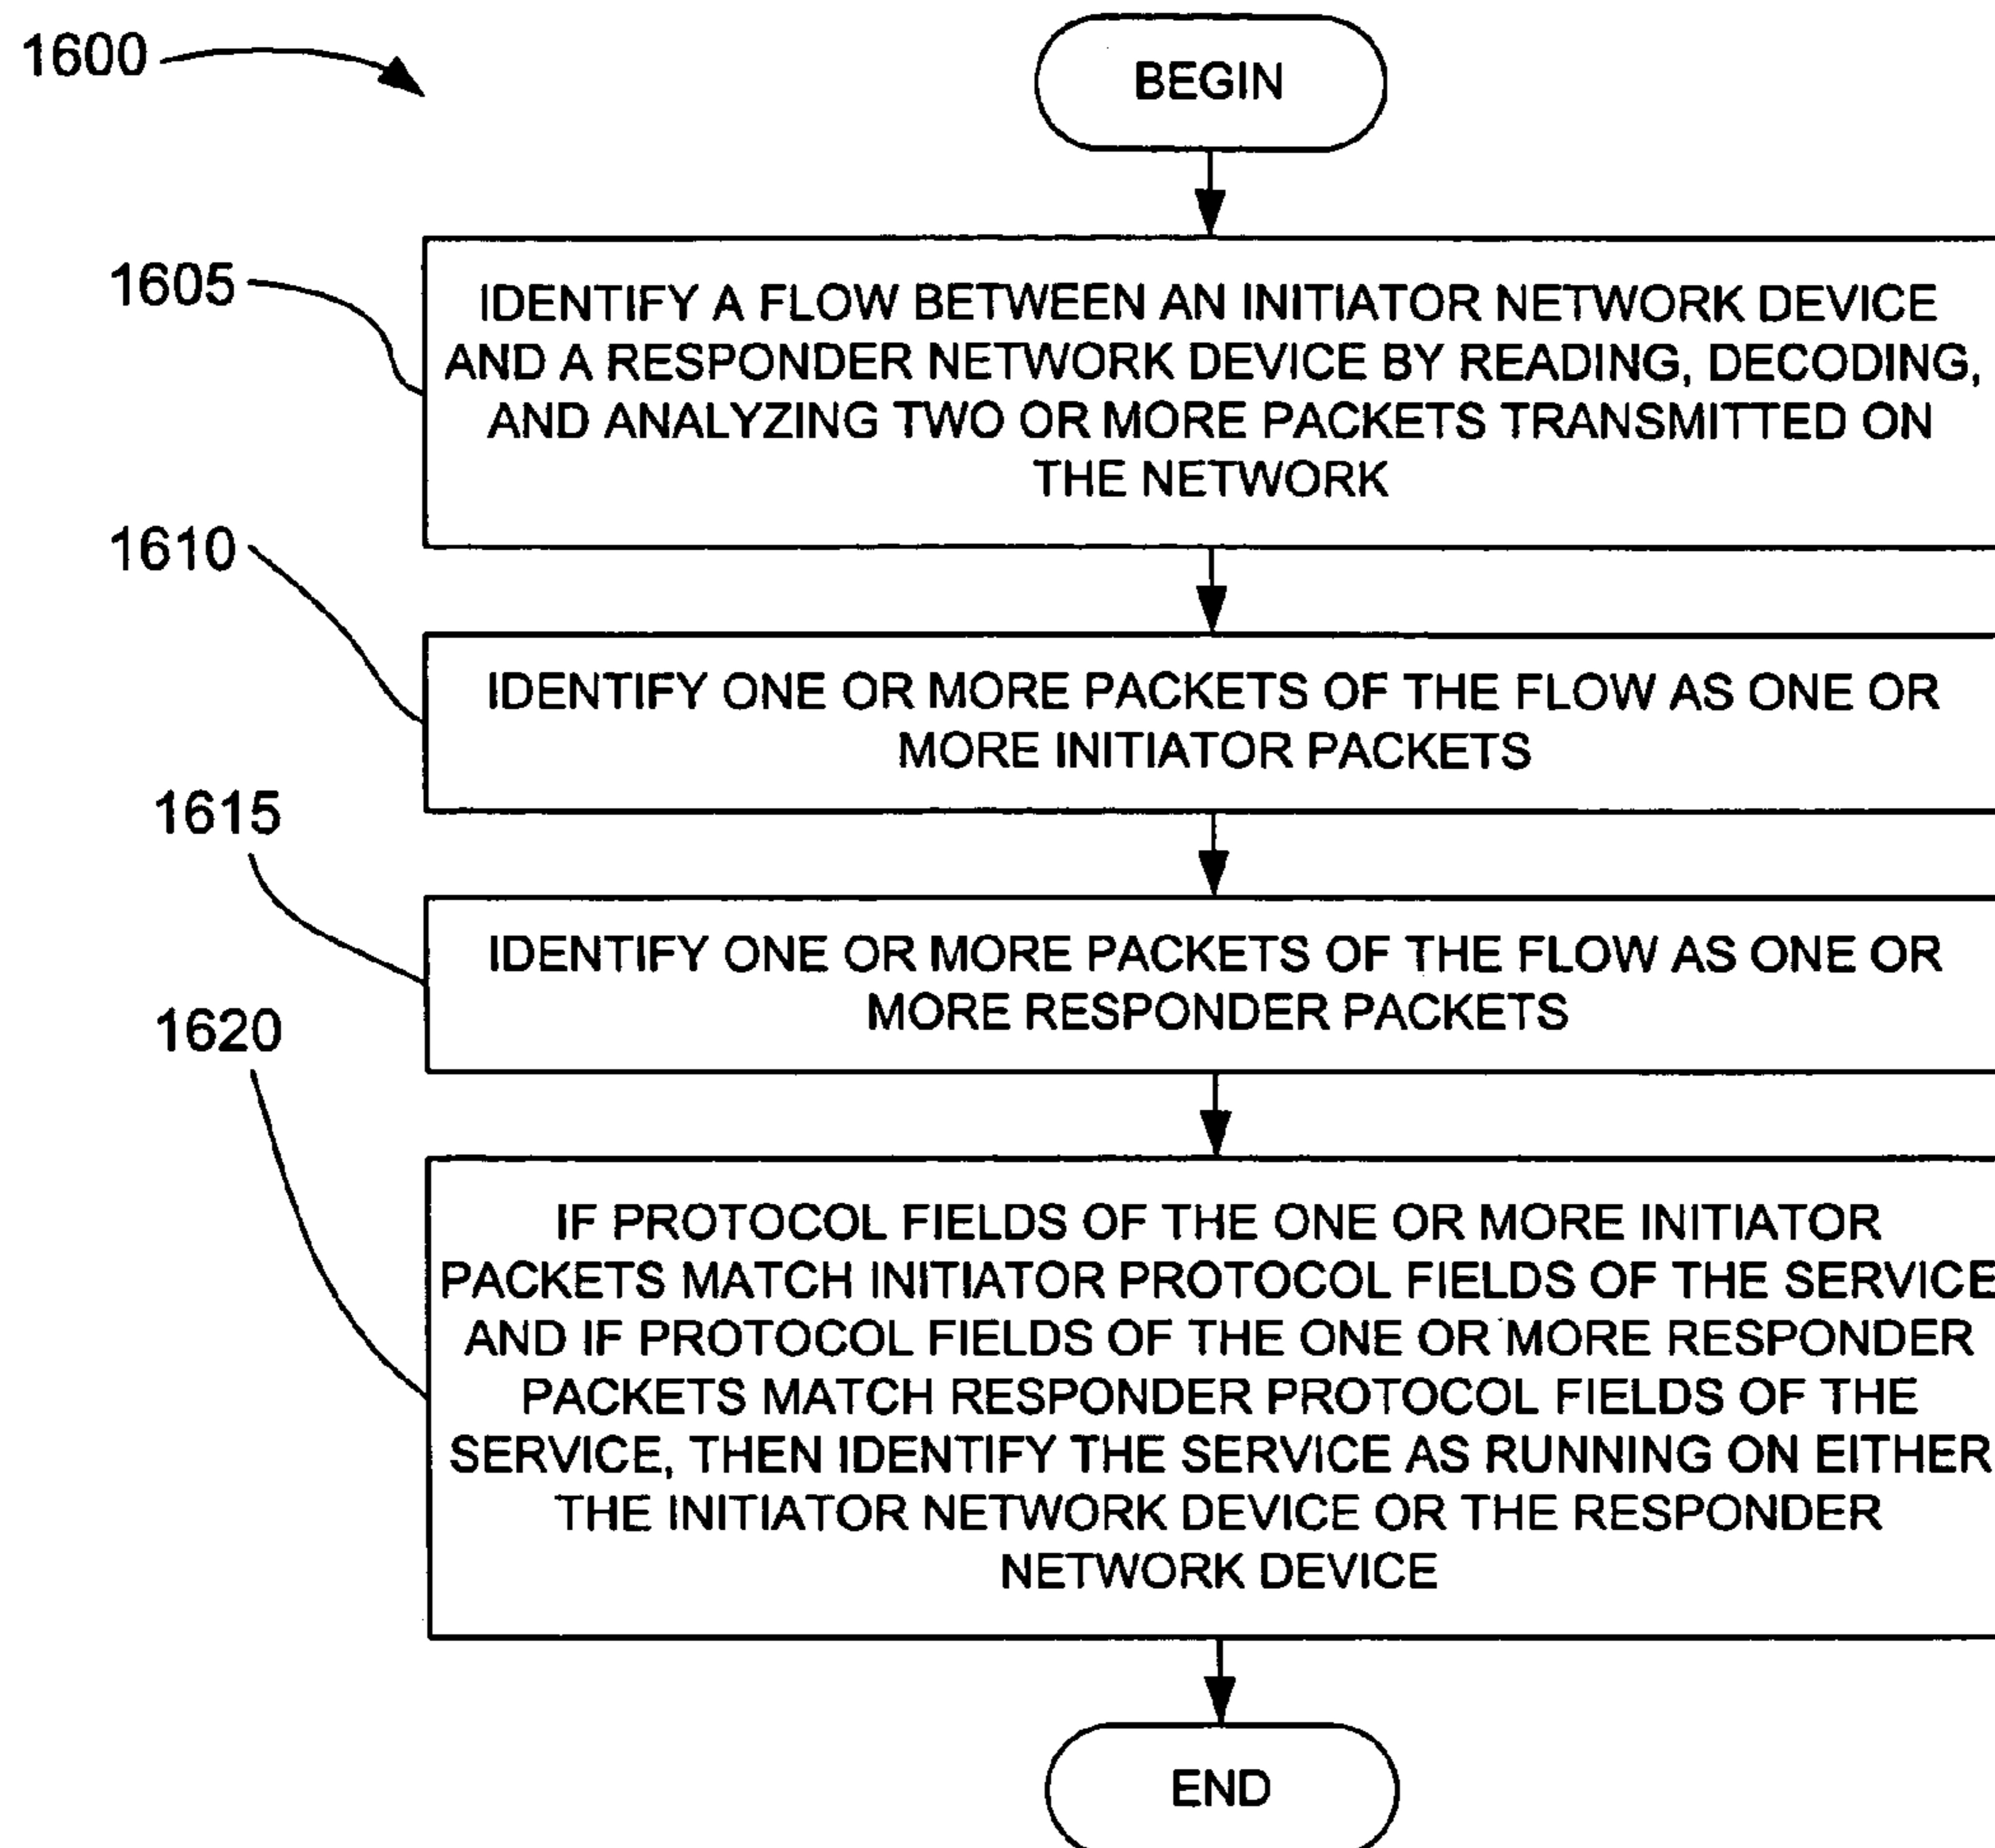 1600
BEGIN
1605
IDENTIFY A FLOW BETWEEN AN INITIATOR NETWORK DEVICE
AND A RESPONDER NETWORK DEVICE BY READING, DECODING,
AND ANALYZING TWO OR MORE PACKETS TRANSMITTED ON
THE NETWORK
1610
IDENTIFY ONE OR MORE PACKETS OF THE FLOW AS ONE OR
MORE INITIATOR PACKETS
1615
IDENTIFY ONE OR MORE PACKETS OF THE FLOW AS ONE OR
MORE RESPONDER PACKETS
1620
IF PROTOCOL FIELDS OF THE ONE OR MORE INITIATOR
PACKETS MATCH INITIATOR PROTOCOL FIELDS OF THE SERVICE
AND IF PROTOCOL FIELDS OF THE ONE OR MORE RESPONDER
PACKETS MATCH RESPONDER PROTOCOL FIELDS OF THE
SERVICE, THEN IDENTIFY THE SERVICE AS RUNNING ON EITHER
THE INITIATOR NETWORK DEVICE OR THE RESPONDER
NETWORK DEVICE
END